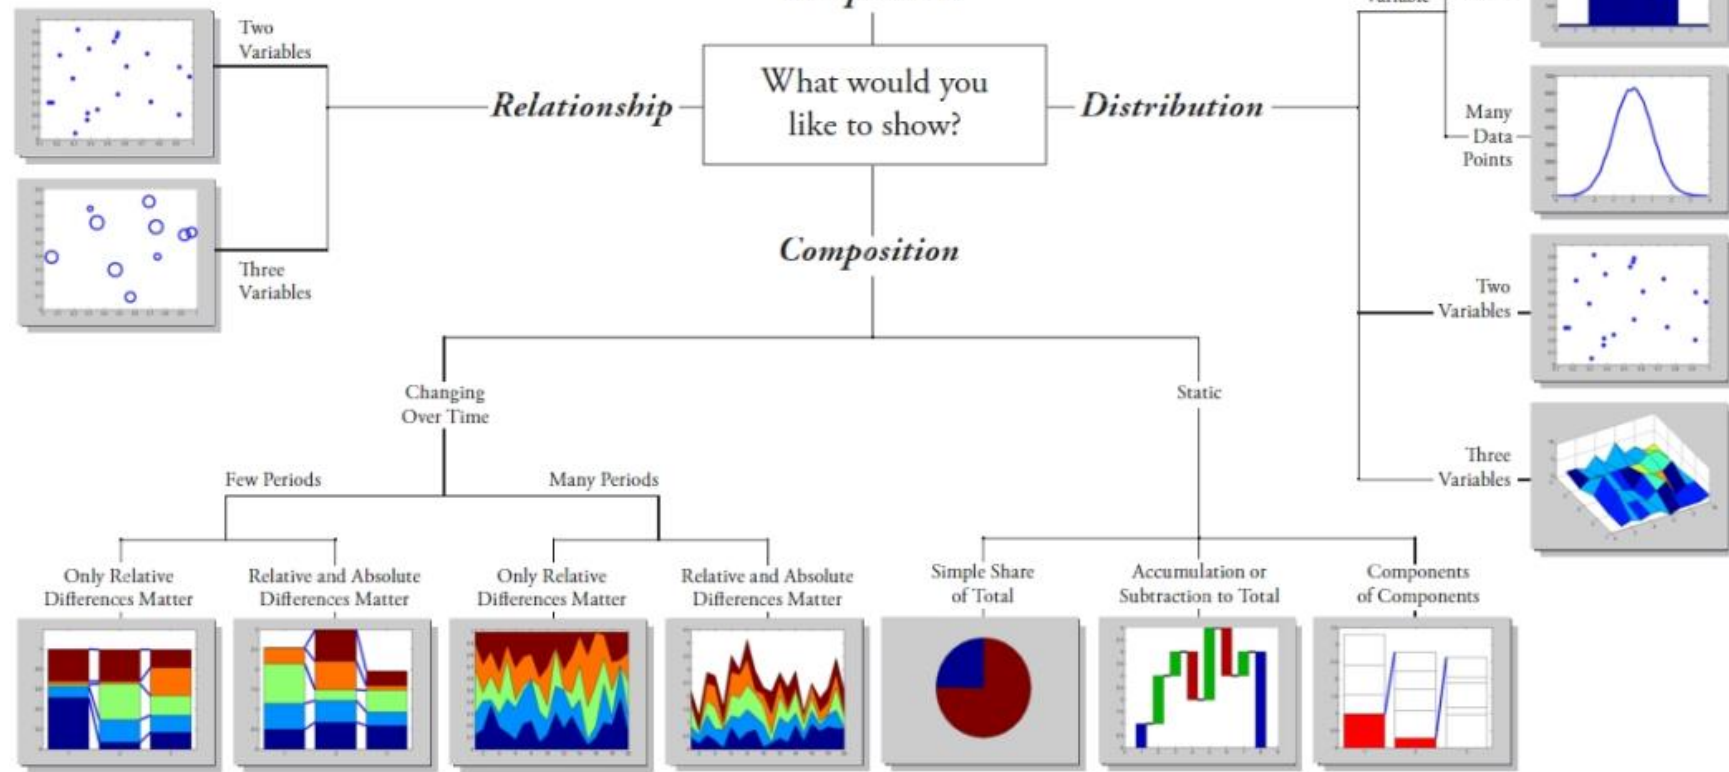 Two
Variables
What would you
like to show?
Relationship
Distribution
Many
Data
Points
Three
Variables
Composition
Two
Variables
Changing
Over Time
Static
Three
Variables
Few Periods
Many Periods
Only Relative
Differences Matter
Relative and Absolute
Differences Matter
Only Relative
Differences Matter
Relative and Absolute
Differences Matter
Simple Share
of Total
Accumulation or
Subtraction to Total
Components
of Components